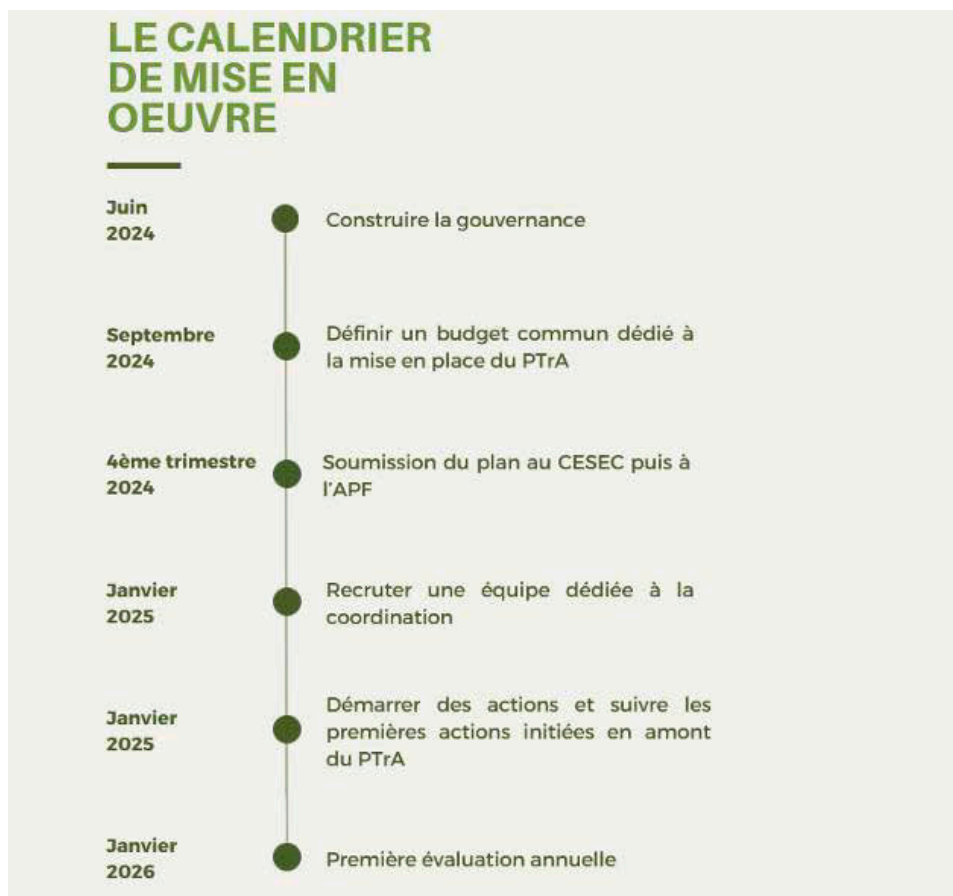 LE CALENDRIER
DE MISE EN
OEUVRE
Juin
2024
Construire la gouvernance
Septembre
2024
Définir un budget commun dédié à
la mise en place du PTrA
4ème trimestre
2024
Soumission du plan au CESEC puis à
l'APF
Janvier
2025
Recruter une équipe dédiée à la
coordination
Janvier
2025
Démarrer des actions et suivre les
premières actions initiées en amont
du PTrA
Janvier
2026
Première évaluation annuelle